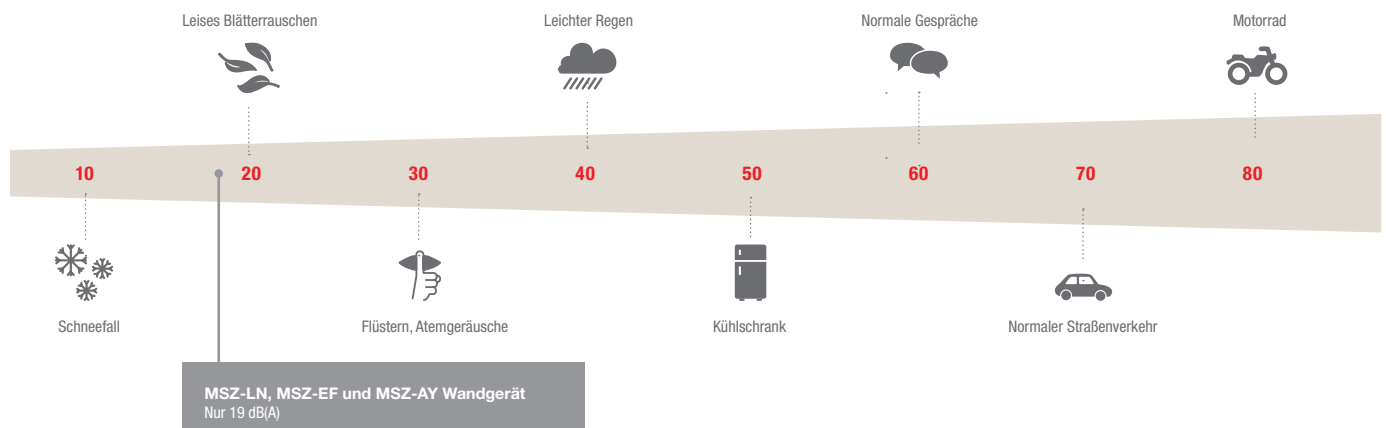 Leises Blätterrauschen
Leichter Regen
Normale Gespräche
Motorrad
10
20
30
40
50
60
70
80
Schneefall
Flüstern, Atemgeräusche
Kühlschrank
Normaler Straßenverkehr
MSZ-LN, MSZ-EF und MSZ-AY Wandgerät
Nur 19 dB(A)